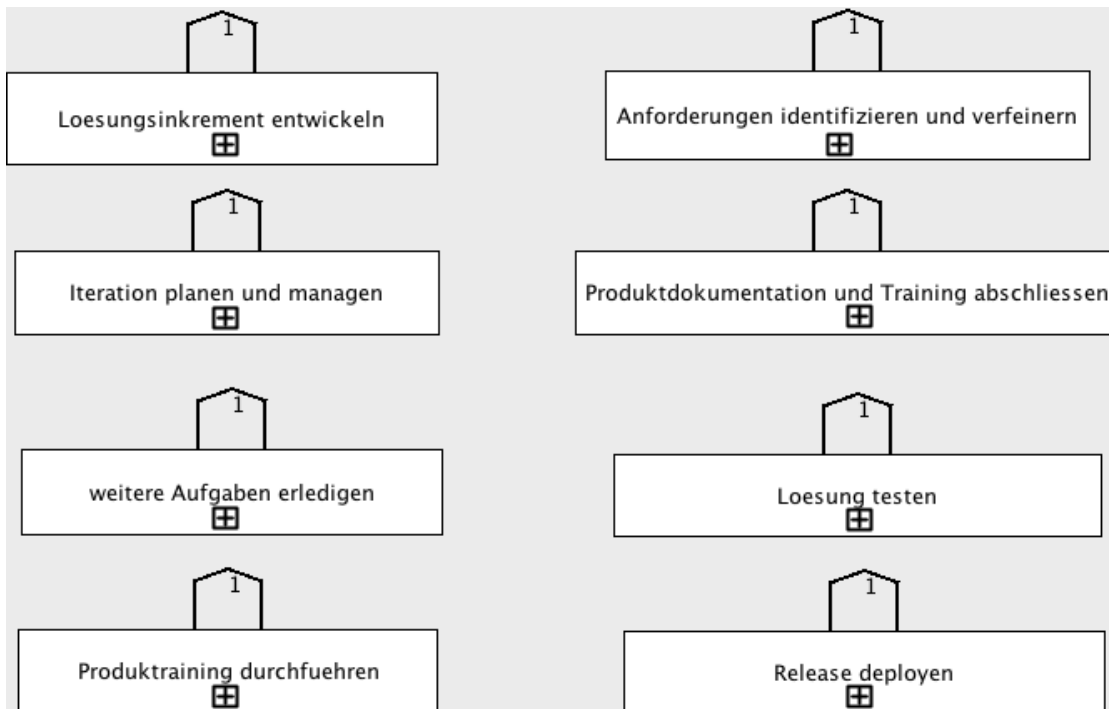 1
1
Loesungsinkrement entwickeln
Anforderungen identifizieren und verfeinern
1
1
Iteration planen und managen
Produktdokumentation und Training abschliessen
1
1
weitere Aufgaben erledigen
Loesung testen
1
1
Produktraining durchfuehren
Release deployen